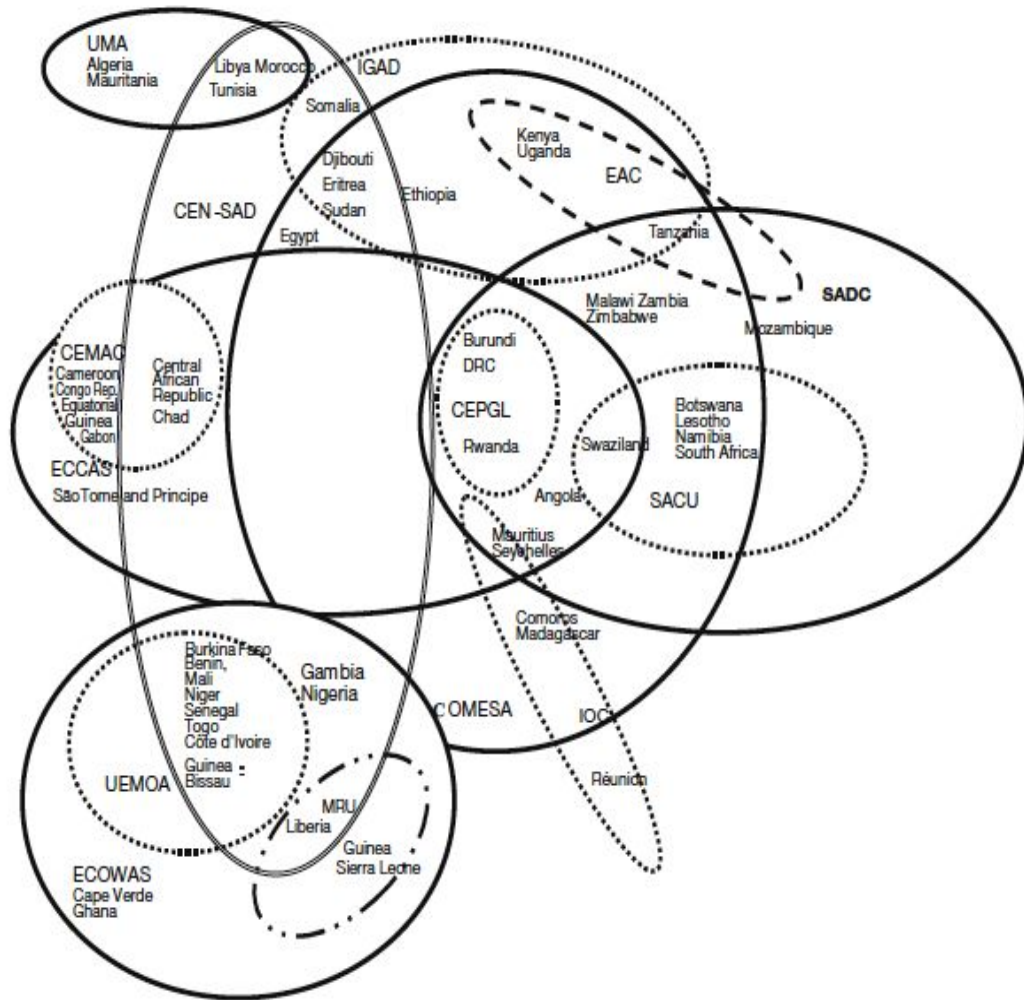 UMA
Algeria
Mauritania
Libya Morocco
Tunisia
IGAD
Somalia
Kenya
Uganda
EAC
Djibouti
Eritrea
Sudan
Ethiopia
CEN-SAD
Egypt
Tanzania
SADC
Malawi Zambia
Zimbabwe
Mozambique
CEMAC
Cameroon
Congo Rep.
Equatorial
Guinea
Gabon
Central
African
Republic
Chad
Burundi
DRC
CEPGL
Rwanda
Swaziland
Botswana
Lesotho
Namibia
South Africa
SACU
ECCAS
São Tome and Principe
Angola
Mauritius
Seychelles
Comoros
Madagascar
COMESA
IOC
Réunion
Burkina Faso
Benin,
Mali
Niger
Senegal
Togo
Côte d'Ivoire
Guinea -
Bissau
Gambia
Nigeria
UEMOA
MRU
Liberia
Guinea
Sierra Leone
ECOWAS
Cape Verde
Ghana